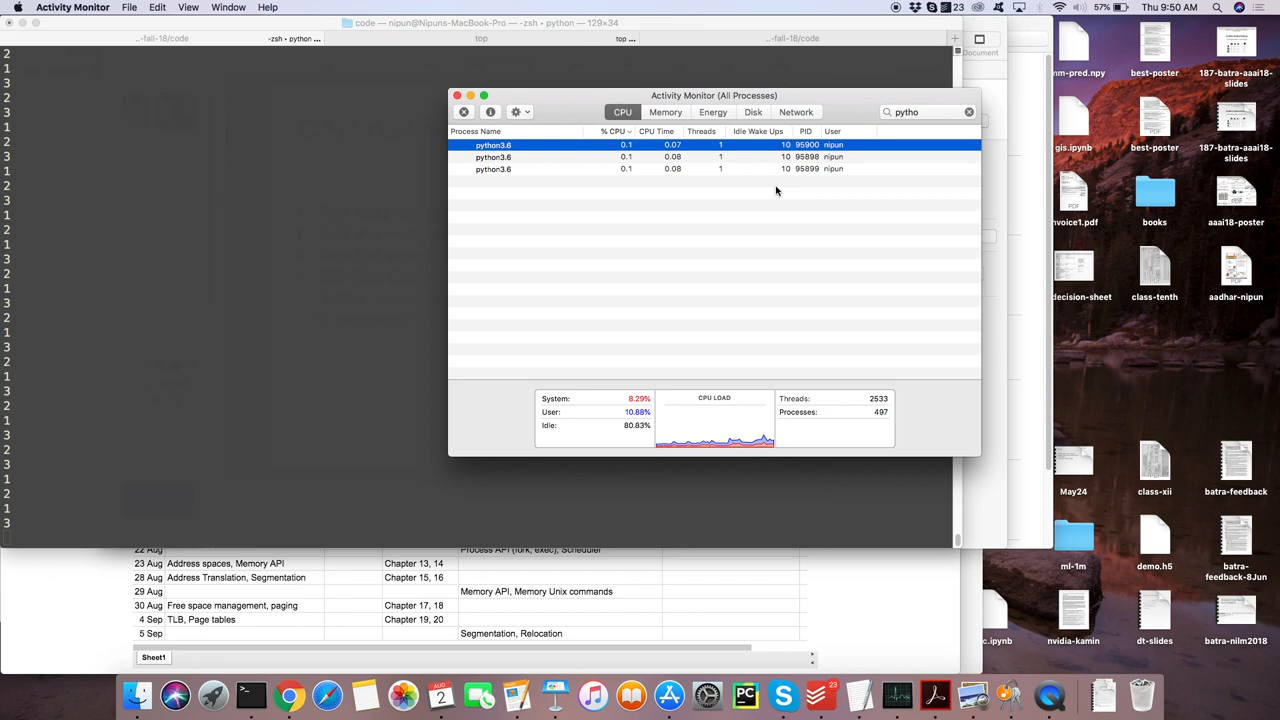 Activity Monitor File Edit View Window Help 23 57% Thu 9:50 AM
code — nipun@Nipuns-MacBook-Pro — -zsh • python — 129×34
..-fall-18/code -zsh • python ... top top ... ..-fall-18/code
Document
2
1
3
2
1
3
2
1
2
3
1
2
1
3
1
2
1
3
2
1
3
2
1
3
2
1
3
2
3
1
2
1
3
Activity Monitor (All Processes)
CPU Memory Energy Disk Network pytho
Process Name % CPU CPU Time Threads Idle Wake Ups PID User
python3.6 0.1 0.07 1 10 95900 nipun
python3.6 0.1 0.08 1 10 95898 nipun
python3.6 0.1 0.08 1 10 95899 nipun
System: 8.29% CPU LOAD Threads: 2533
User: 10.88% Processes: 497
Idle: 80.83%
22 Aug Process API (fork, exec), Scheduler
23 Aug Address spaces, Memory API Chapter 13, 14
28 Aug Address Translation, Segmentation Chapter 15, 16
29 Aug Memory API, Memory Unix commands
30 Aug Free space management, paging Chapter 17, 18
4 Sep TLB, Page tables Chapter 19, 20
5 Sep Segmentation, Relocation
Sheet1
nm-pred.npy best-poster 187-batra-aaai18-slides
gis.ipynb best-poster 187-batra-aaai18-slides
PDF
nvoice1.pdf books aaai18-poster
decision-sheet class-tenth aadhar-nipun
May24 class-xii batra-feedback
ml-1m demo.h5 batra-feedback-8Jun
c.ipynb nvidia-kamin dt-slides batra-nilm2018
2
PC
23